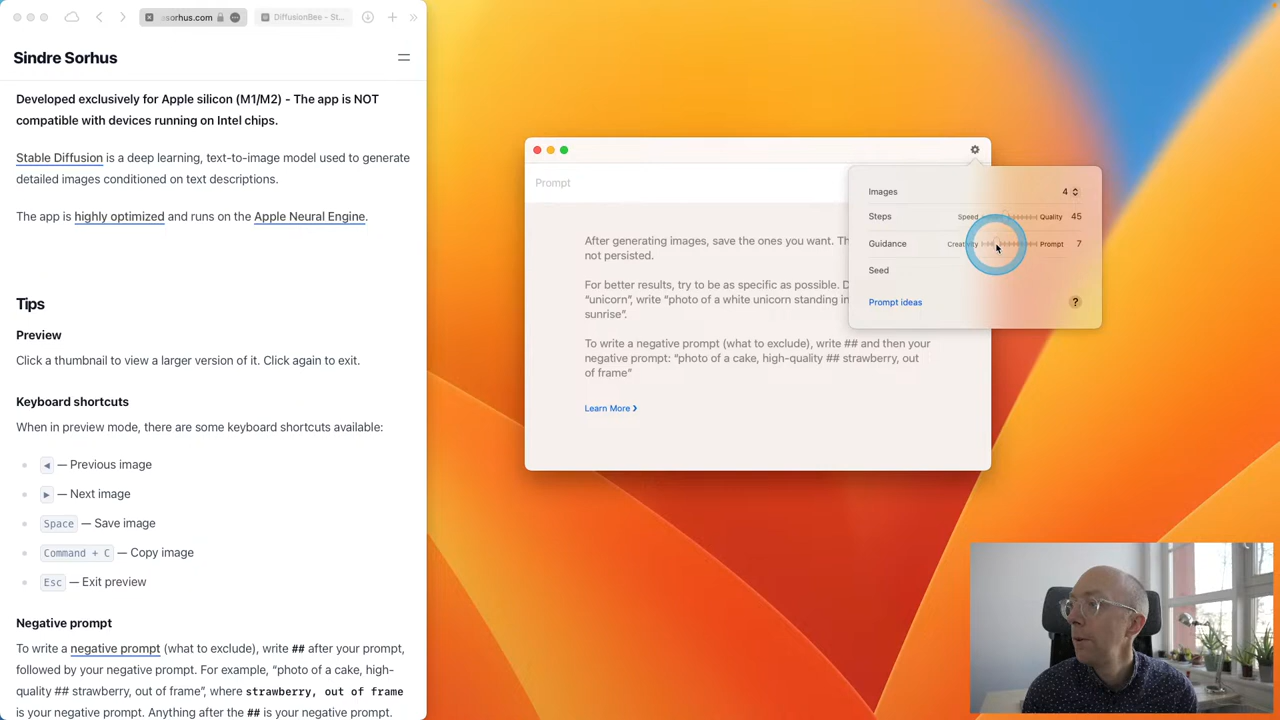 sorhus.com
DiffusionBee - St...
Sindre Sorhus
Developed exclusively for Apple silicon (M1/M2) - The app is NOT
compatible with devices running on Intel chips.
Stable Diffusion is a deep learning, text-to-image model used to generate
detailed images conditioned on text descriptions.
The app is highly optimized and runs on the Apple Neural Engine.
Tips
Preview
Click a thumbnail to view a larger version of it. Click again to exit.
Keyboard shortcuts
When in preview mode, there are some keyboard shortcuts available:
◀ — Previous image
▶ — Next image
Space — Save image
Command + C — Copy image
Esc — Exit preview
Negative prompt
To write a negative prompt (what to exclude), write ## after your prompt,
followed by your negative prompt. For example, “photo of a cake, high-
quality ## strawberry, out of frame”, where strawberry, out of frame
is your negative prompt. Anything after the ## is your negative prompt.
Prompt
After generating images, save the ones you want. Th
not persisted.
For better results, try to be as specific as possible. D
“unicorn”, write “photo of a white unicorn standing in
sunrise”.
To write a negative prompt (what to exclude), write ## and then your
negative prompt: “photo of a cake, high-quality ## strawberry, out
of frame”
Learn More ›
Images 4
Steps Speed Quality 45
Guidance Creativity Prompt 7
Seed
Prompt ideas ?